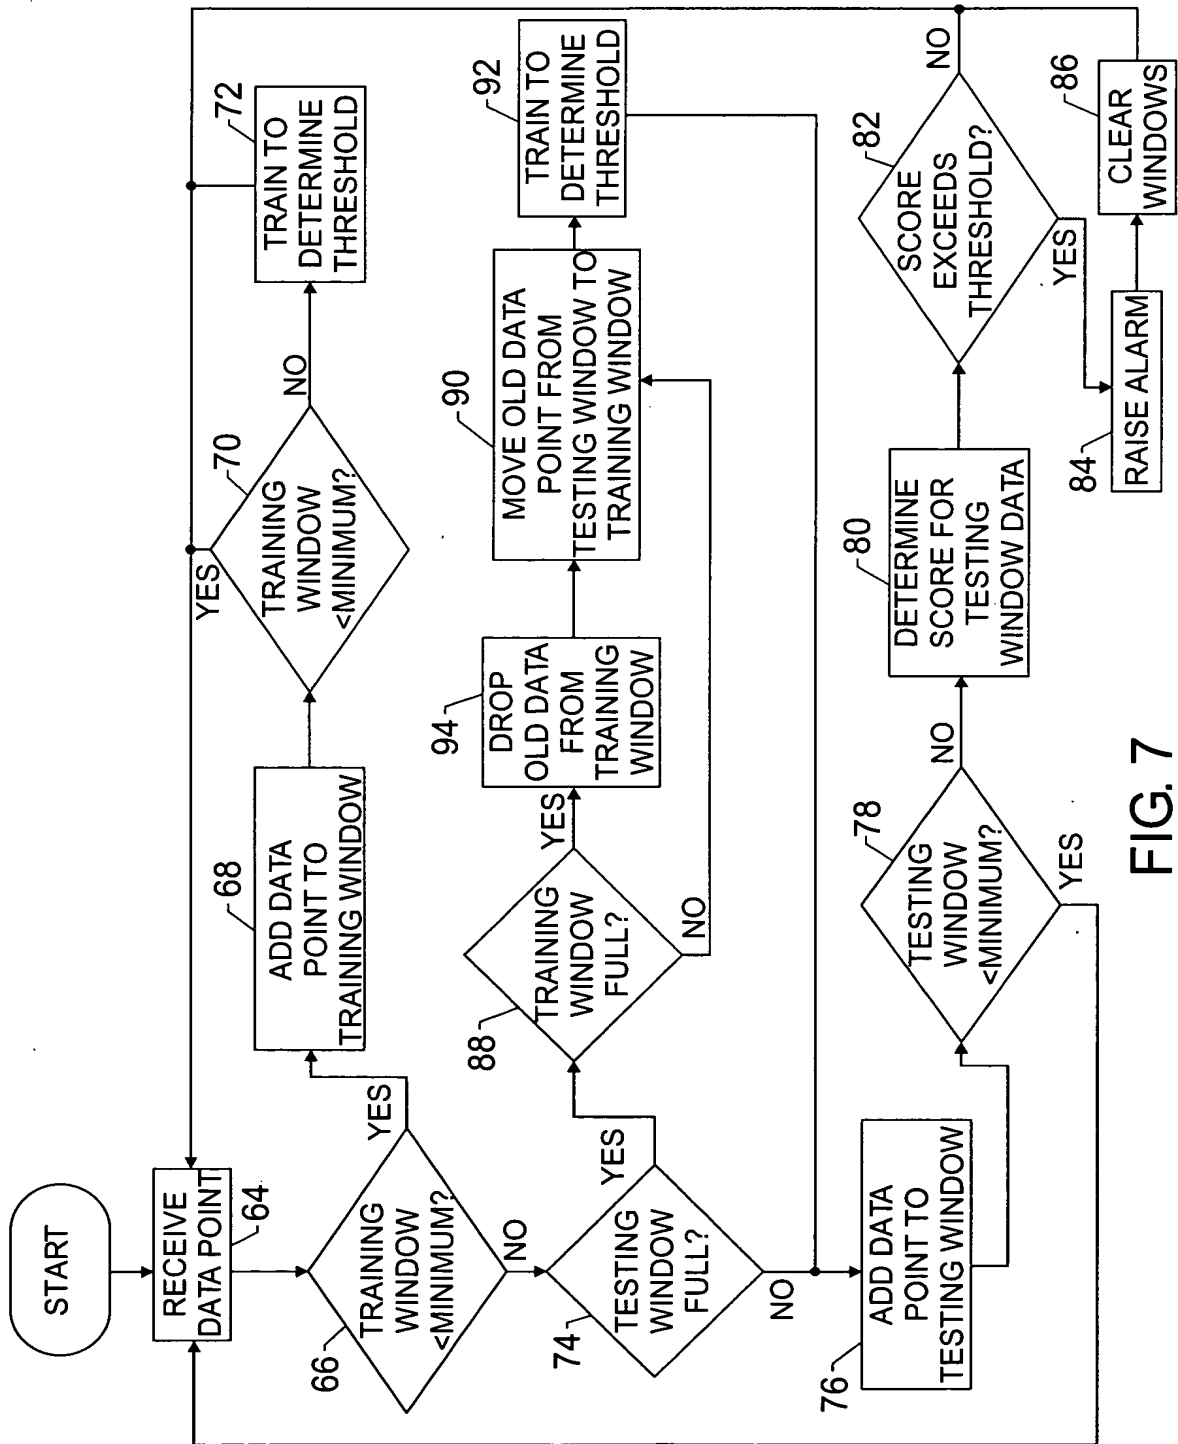 START
RECEIVE
DATA POINT
64
66
TRAINING
WINDOW
<MINIMUM?
YES
NO
68
ADD DATA
POINT TO
TRAINING WINDOW
70
TRAINING
WINDOW
<MINIMUM?
YES
NO
72
TRAIN TO
DETERMINE
THRESHOLD
74
TESTING
WINDOW
FULL?
YES
NO
88
TRAINING
WINDOW
FULL?
YES
NO
94
DROP
OLD DATA
FROM
TRAINING
WINDOW
90
MOVE OLD DATA
POINT FROM
TESTING WINDOW TO
TRAINING WINDOW
92
TRAIN TO
DETERMINE
THRESHOLD
76
ADD DATA
POINT TO
TESTING WINDOW
78
TESTING
WINDOW
<MINIMUM?
NO
YES
80
DETERMINE
SCORE FOR
TESTING
WINDOW DATA
82
SCORE
EXCEEDS
THRESHOLD?
NO
YES
84
RAISE ALARM
86
CLEAR
WINDOWS
FIG. 7